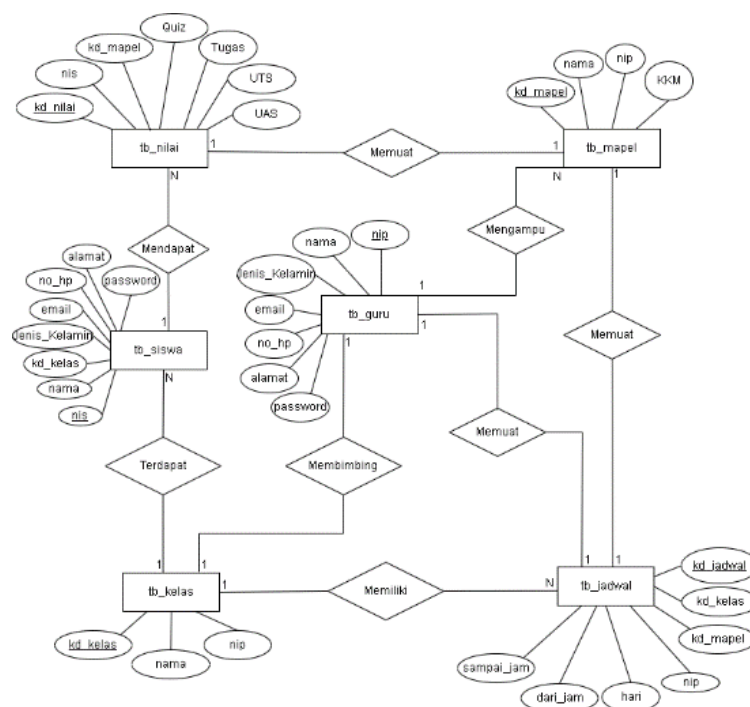 Quiz
kd_mapel
Tugas
nis
UTS
kd_nilai
UAS
tb_nilai
nama
nip
kd_mapel
KKM
tb_mapel
1
Memuat
1
N
N
1
Mendapat
Mengampu
alamat
no_hp
password
email
Jenis_Kelamin
kd_kelas
nama
nis
1
tb_siswa
N
nama
nip
Jenis_Kelamin
email
no_hp
alamat
password
1
tb_guru
1
1
Memuat
Memuat
Terdapat
Membimbing
1
1
1
1
tb_kelas
1
Memiliki
N
tb_jadwal
kd_jadwal
kd_kelas
kd_mapel
nip
hari
dari_jam
sampai_jam
kd_kelas
nama
nip